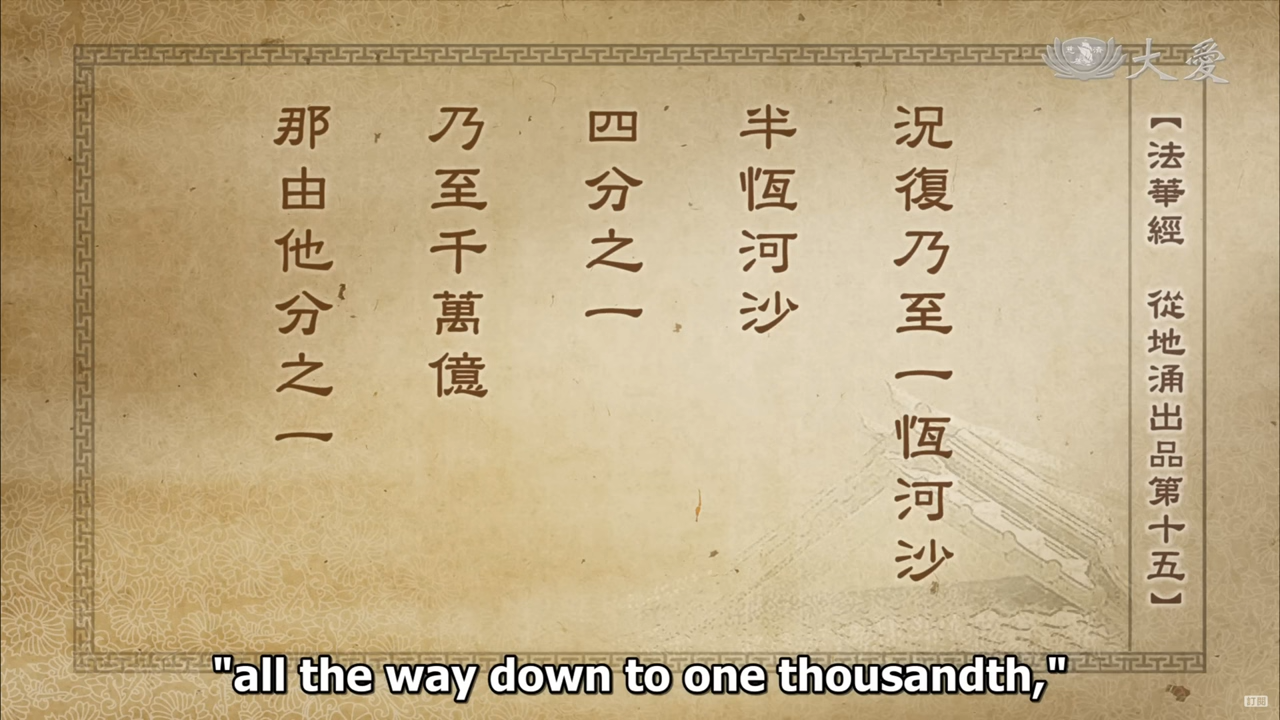 大愛
【法華經　從地涌出品第十五】
況復乃至一恆河沙
半恆河沙
四分之一
乃至千萬億
那由他分之一
"all the way down to one thousandth,"
訂閱